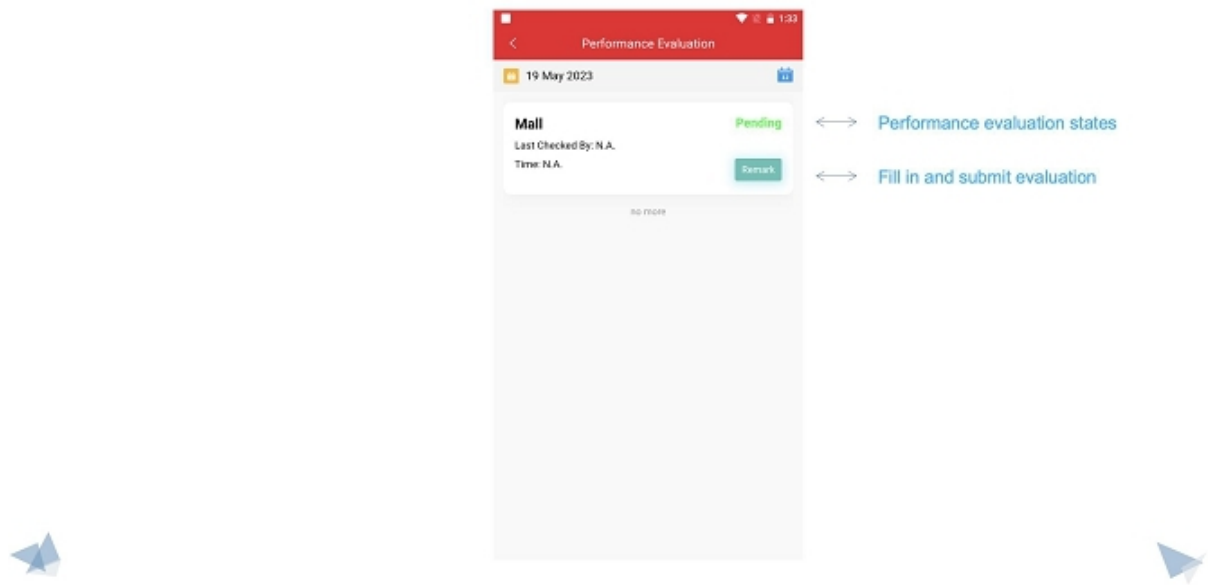 1:33
Performance Evaluation
19 May 2023
Mall
Pending
Performance evaluation states
Last Checked By: N.A.
Time: N.A.
Remark
Fill in and submit evaluation
no more